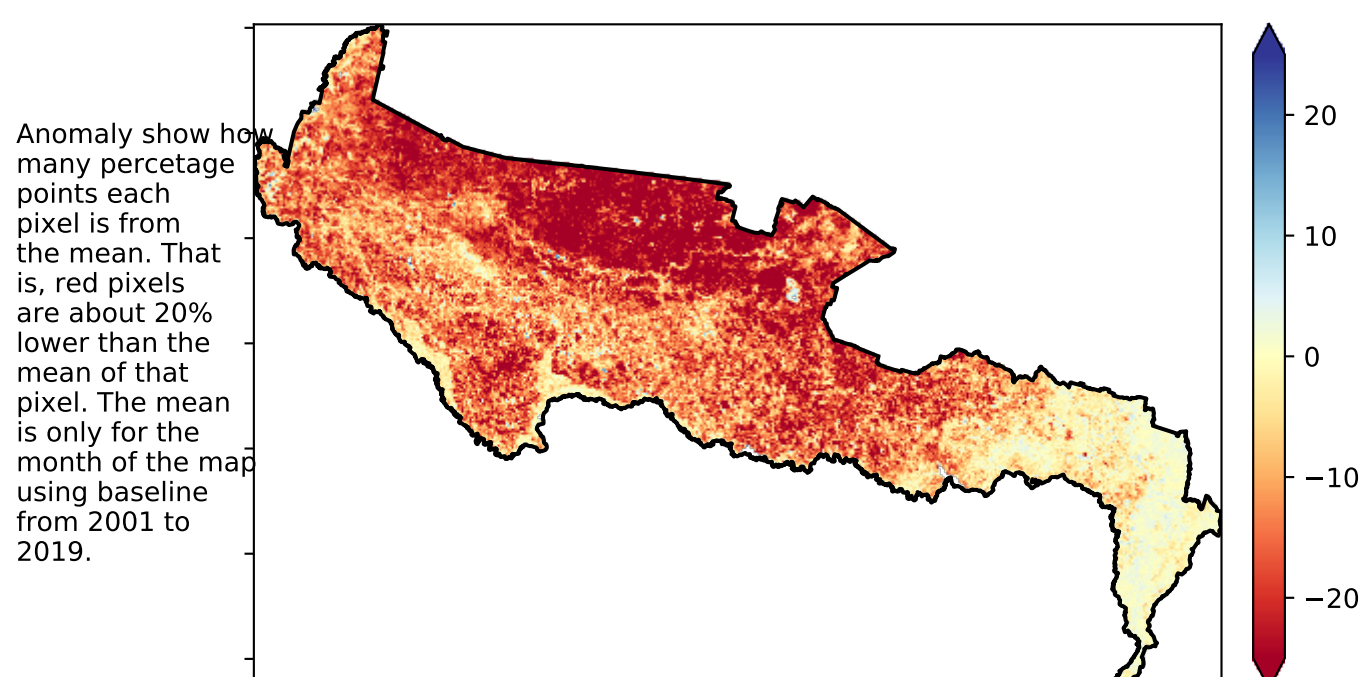 Anomaly show how
many percetage
points each
pixel is from
the mean. That
is, red pixels
are about 20%
lower than the
mean of that
pixel. The mean
is only for the
month of the map
using baseline
from 2001 to
2019.
20
10
0
−10
−20